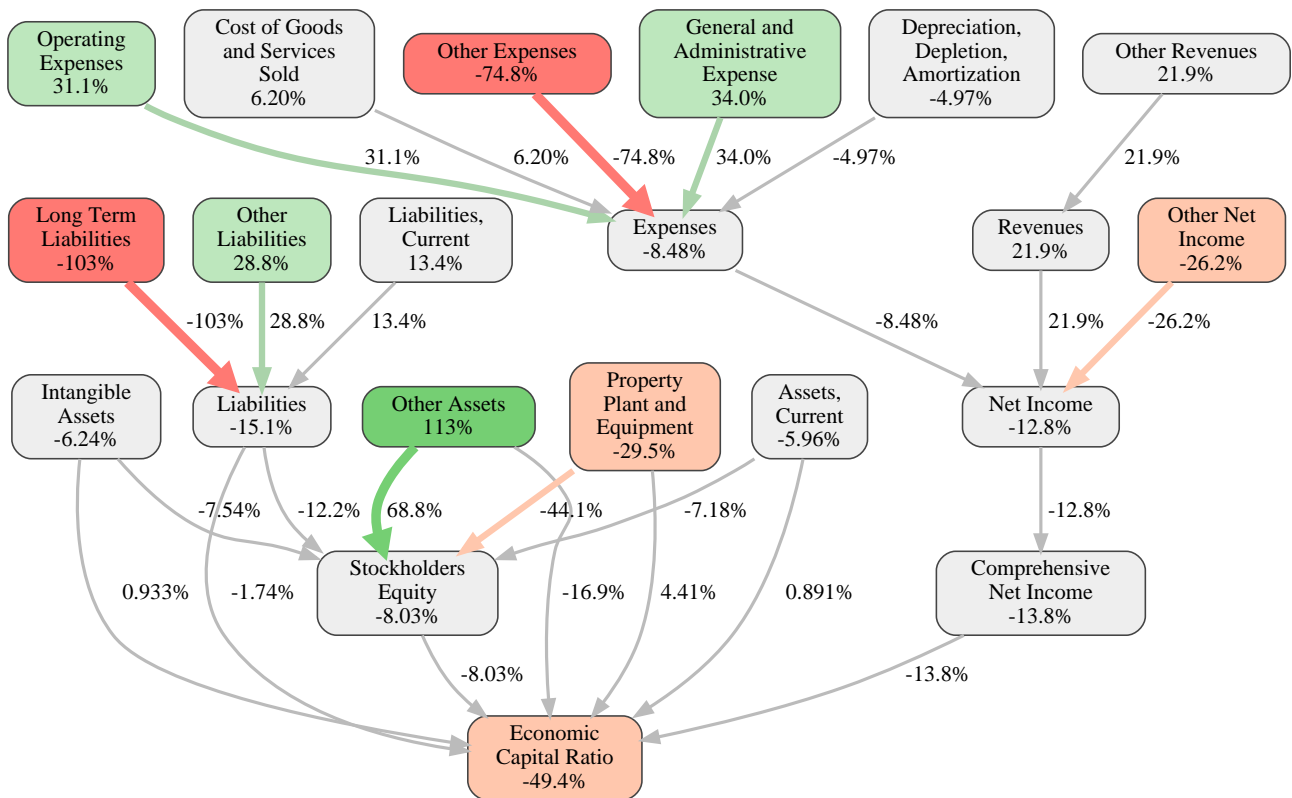 Operating
Expenses
31.1%
Cost of Goods
and Services
Sold
6.20%
Other Expenses
-74.8%
General and
Administrative
Expense
34.0%
Depreciation,
Depletion,
Amortization
-4.97%
Other Revenues
21.9%
31.1%
6.20%
-74.8%
34.0%
-4.97%
21.9%
Long Term
Liabilities
-103%
Other
Liabilities
28.8%
Liabilities,
Current
13.4%
Expenses
-8.48%
Revenues
21.9%
Other Net
Income
-26.2%
-103%
28.8%
13.4%
-8.48%
21.9%
-26.2%
Intangible
Assets
-6.24%
Liabilities
-15.1%
Other Assets
113%
Property
Plant and
Equipment
-29.5%
Assets,
Current
-5.96%
Net Income
-12.8%
-7.54%
-12.2%
68.8%
-44.1%
-7.18%
-12.8%
Stockholders
Equity
-8.03%
Comprehensive
Net Income
-13.8%
0.933%
-1.74%
-16.9%
4.41%
0.891%
-8.03%
-13.8%
Economic
Capital Ratio
-49.4%